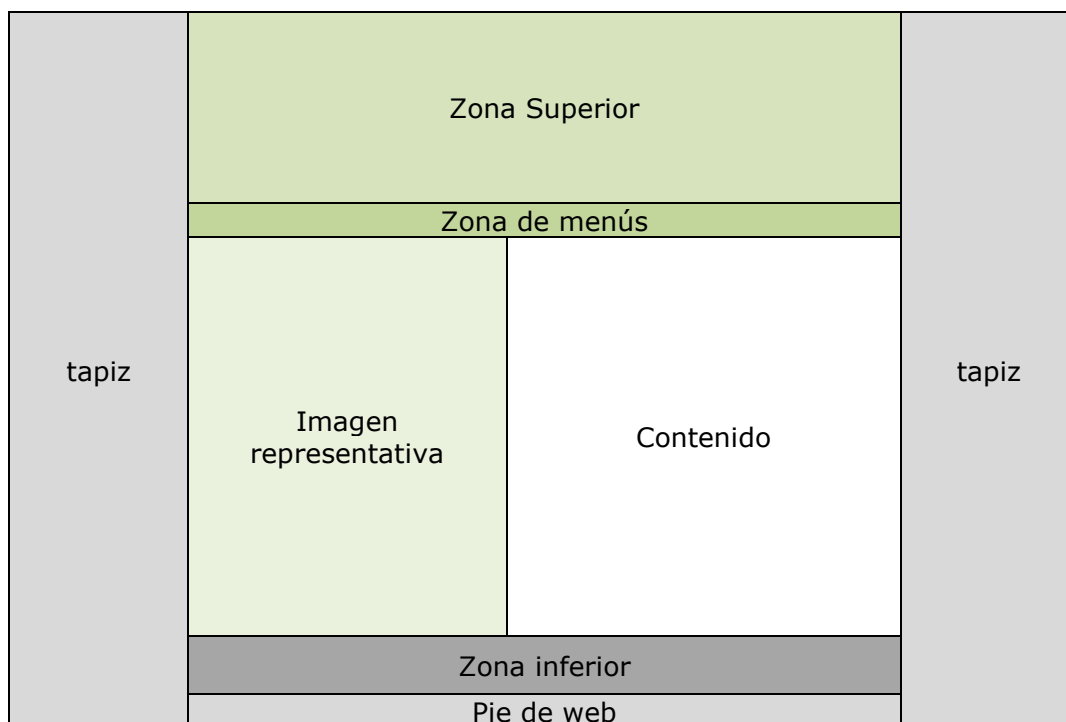 Zona Superior
Zona de menús
tapiz
Imagen
representativa
Contenido
tapiz
Zona inferior
Pie de web